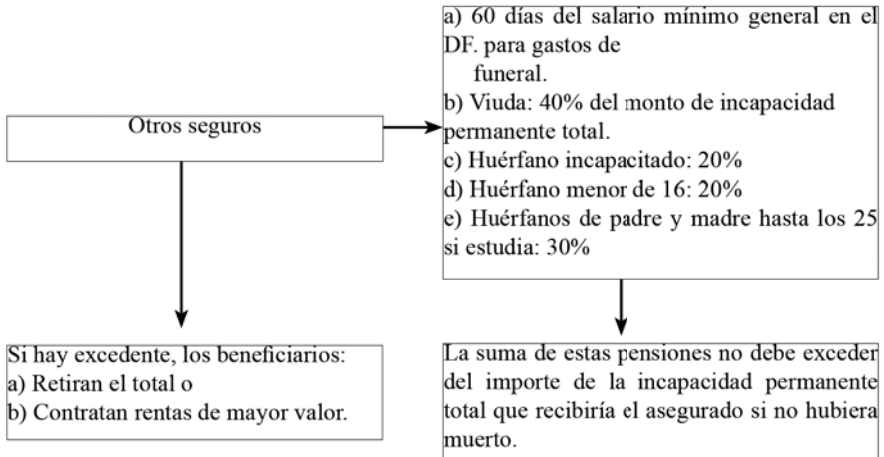 Otros seguros
a) 60 días del salario mínimo general en el
DF. para gastos de
funeral.
b) Viuda: 40% del monto de incapacidad
permanente total.
c) Huérfano incapacitado: 20%
d) Huérfano menor de 16: 20%
e) Huérfanos de padre y madre hasta los 25
si estudia: 30%
Si hay excedente, los beneficiarios:
a) Retiran el total o
b) Contratan rentas de mayor valor.
La suma de estas pensiones no debe exceder
del importe de la incapacidad permanente
total que recibiría el asegurado si no hubiera
muerto.